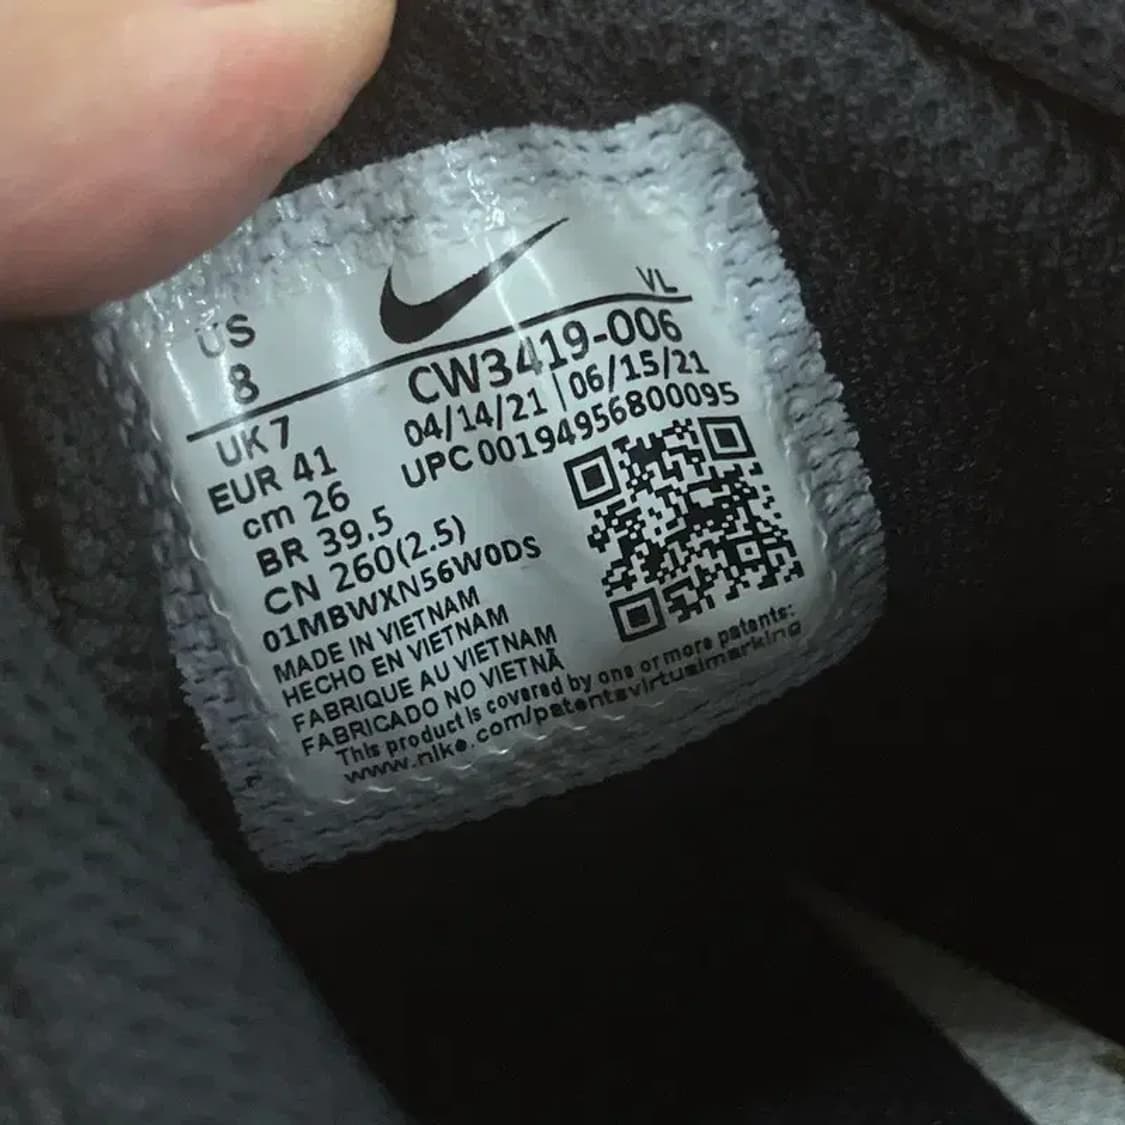 US
8
VL
CW3419-006
04/14/21 | 06/15/21
UPC 00194956800095
UK 7
EUR 41
cm 26
BR 39.5
CN 260(2.5)
01MBWXN56W0DS
MADE IN VIETNAM
HECHO EN VIETNAM
FABRIQUE AU VIETNAM
FABRICADO NO VIETNÃ
This product is covered by one or more patents:
www.nike.com/patentsvirtualmarking